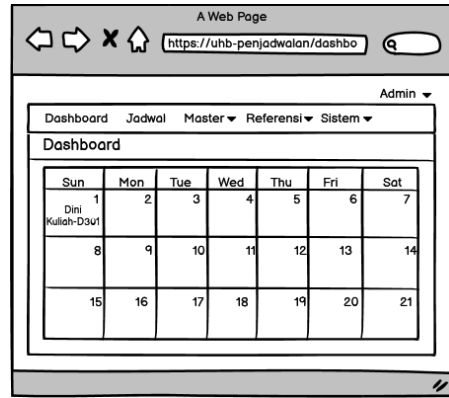 A Web Page
https://uhb-penjadwalan/dashbo
Admin
Dashboard Jadwal Master Referensi Sistem
Dashboard
Sun Mon Tue Wed Thu Fri Sat
1 2 3 4 5 6 7
Dini
Kuliah-D301
8 9 10 11 12 13 14
15 16 17 18 19 20 21